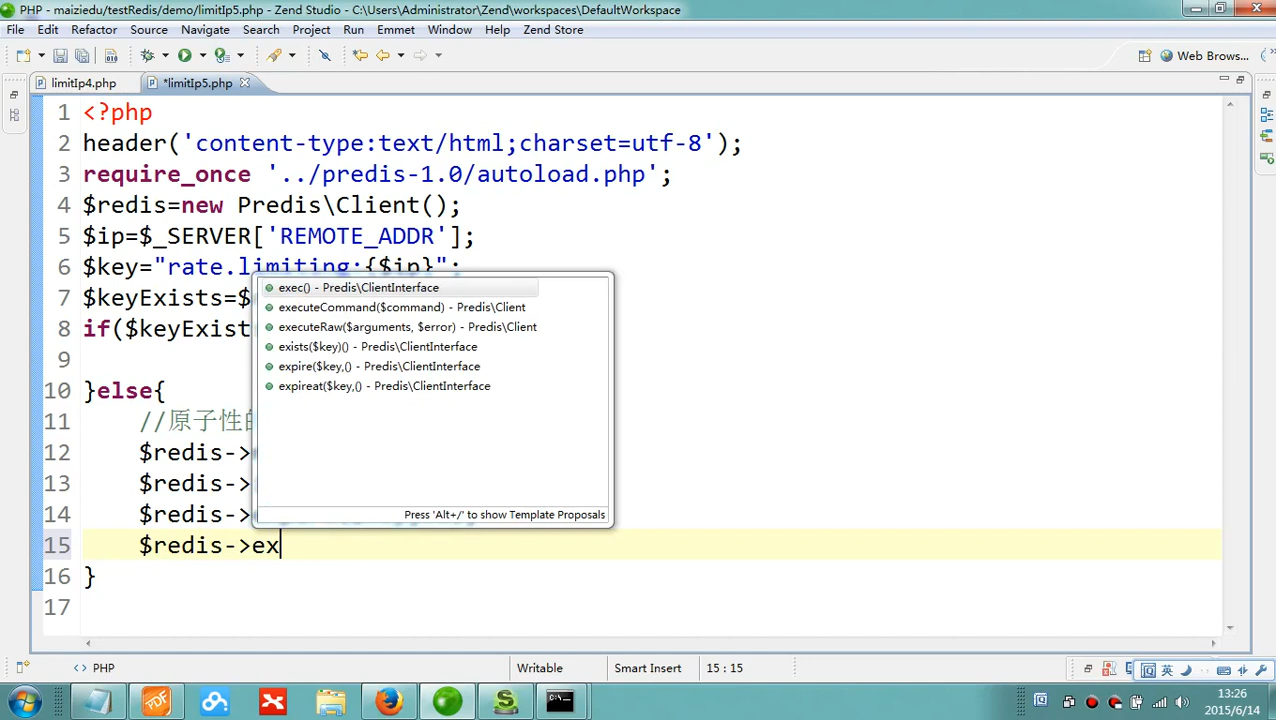 PHP - maiziedu/testRedis/demo/limitIp5.php - Zend Studio - C:\Users\Administrator\Zend\workspaces\DefaultWorkspace
File Edit Refactor Source Navigate Search Project Run Emmet Window Help Zend Store
Web Brows...
limitIp4.php *limitIp5.php
1 <?php
2 header('content-type:text/html;charset=utf-8');
3 require_once '../predis-1.0/autoload.php';
4 $redis=new Predis\Client();
5 $ip=$_SERVER['REMOTE_ADDR'];
6 $key="rate.limiting:{$ip}";
7 $keyExists=$
8 if($keyExist
9
10 }else{
11 //原子性的
12 $redis->
13 $redis->
14 $redis->
15 $redis->ex
16 }
17
exec() - Predis\ClientInterface
executeCommand($command) - Predis\Client
executeRaw($arguments, $error) - Predis\Client
exists($key)() - Predis\ClientInterface
expire($key,() - Predis\ClientInterface
expireat($key,() - Predis\ClientInterface
Press 'Alt+/' to show Template Proposals
<> PHP Writable Smart Insert 15 : 15
英
13:26
2015/6/14